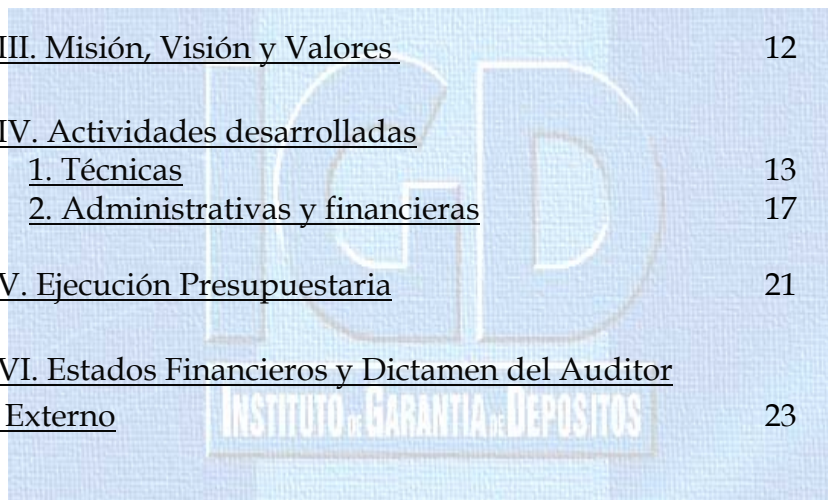 III. Misión, Visión y Valores 12
IV. Actividades desarrolladas
1. Técnicas 13
2. Administrativas y financieras 17
V. Ejecución Presupuestaria 21
VI. Estados Financieros y Dictamen del Auditor
Externo 23
IGD
INSTITUTO DE GARANTIA DE DEPOSITOS